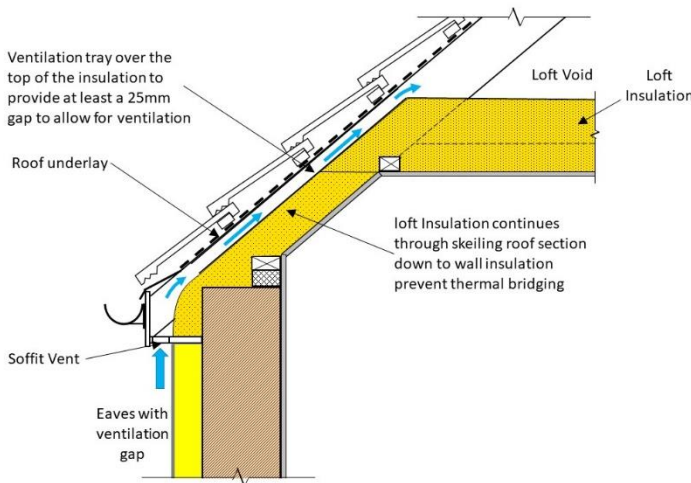 Ventilation tray over the
top of the insulation to
provide at least a 25mm
gap to allow for ventilation
Roof underlay
Loft Void
Loft
Insulation
loft Insulation continues
through skeiling roof section
down to wall insulation
prevent thermal bridging
Soffit Vent
Eaves with
ventilation
gap